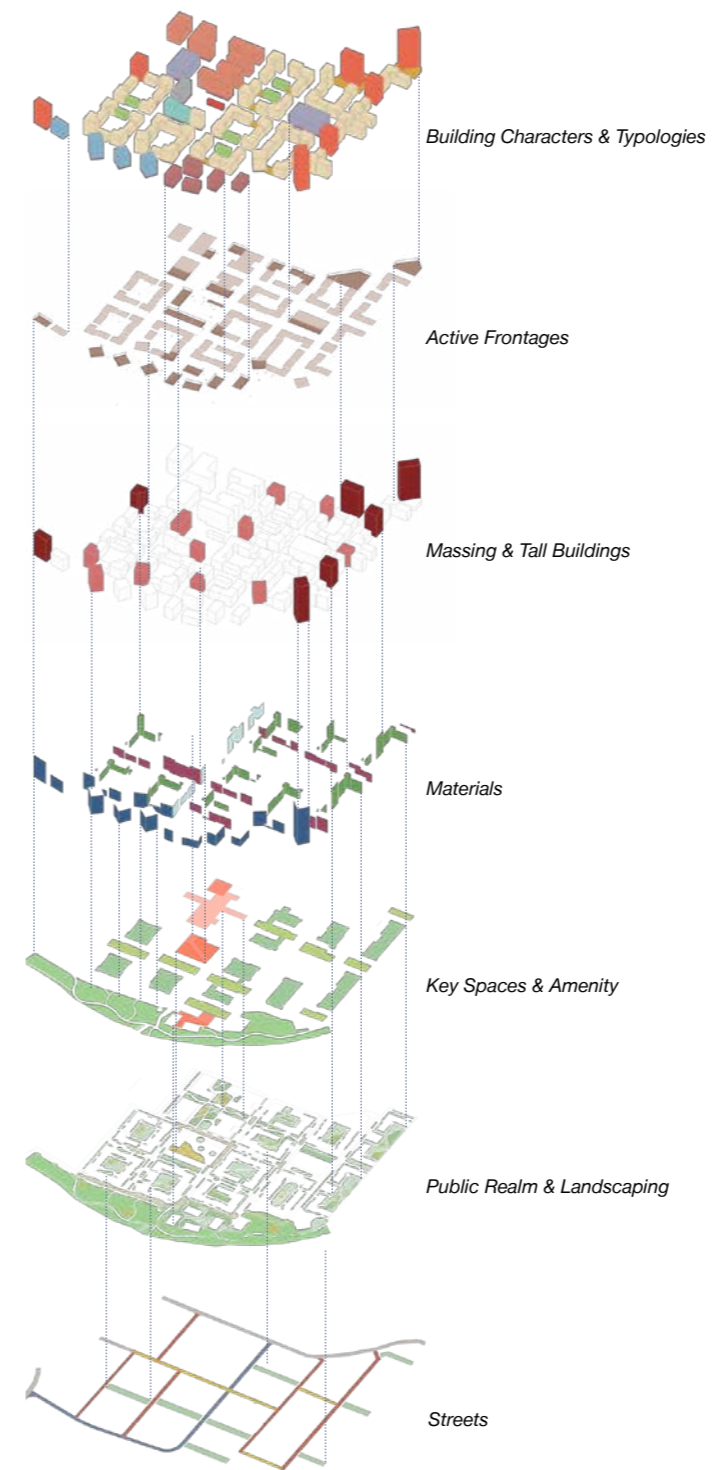 Building Characters & Typologies
Active Frontages
Massing & Tall Buildings
Materials
Key Spaces & Amenity
Public Realm & Landscaping
Streets